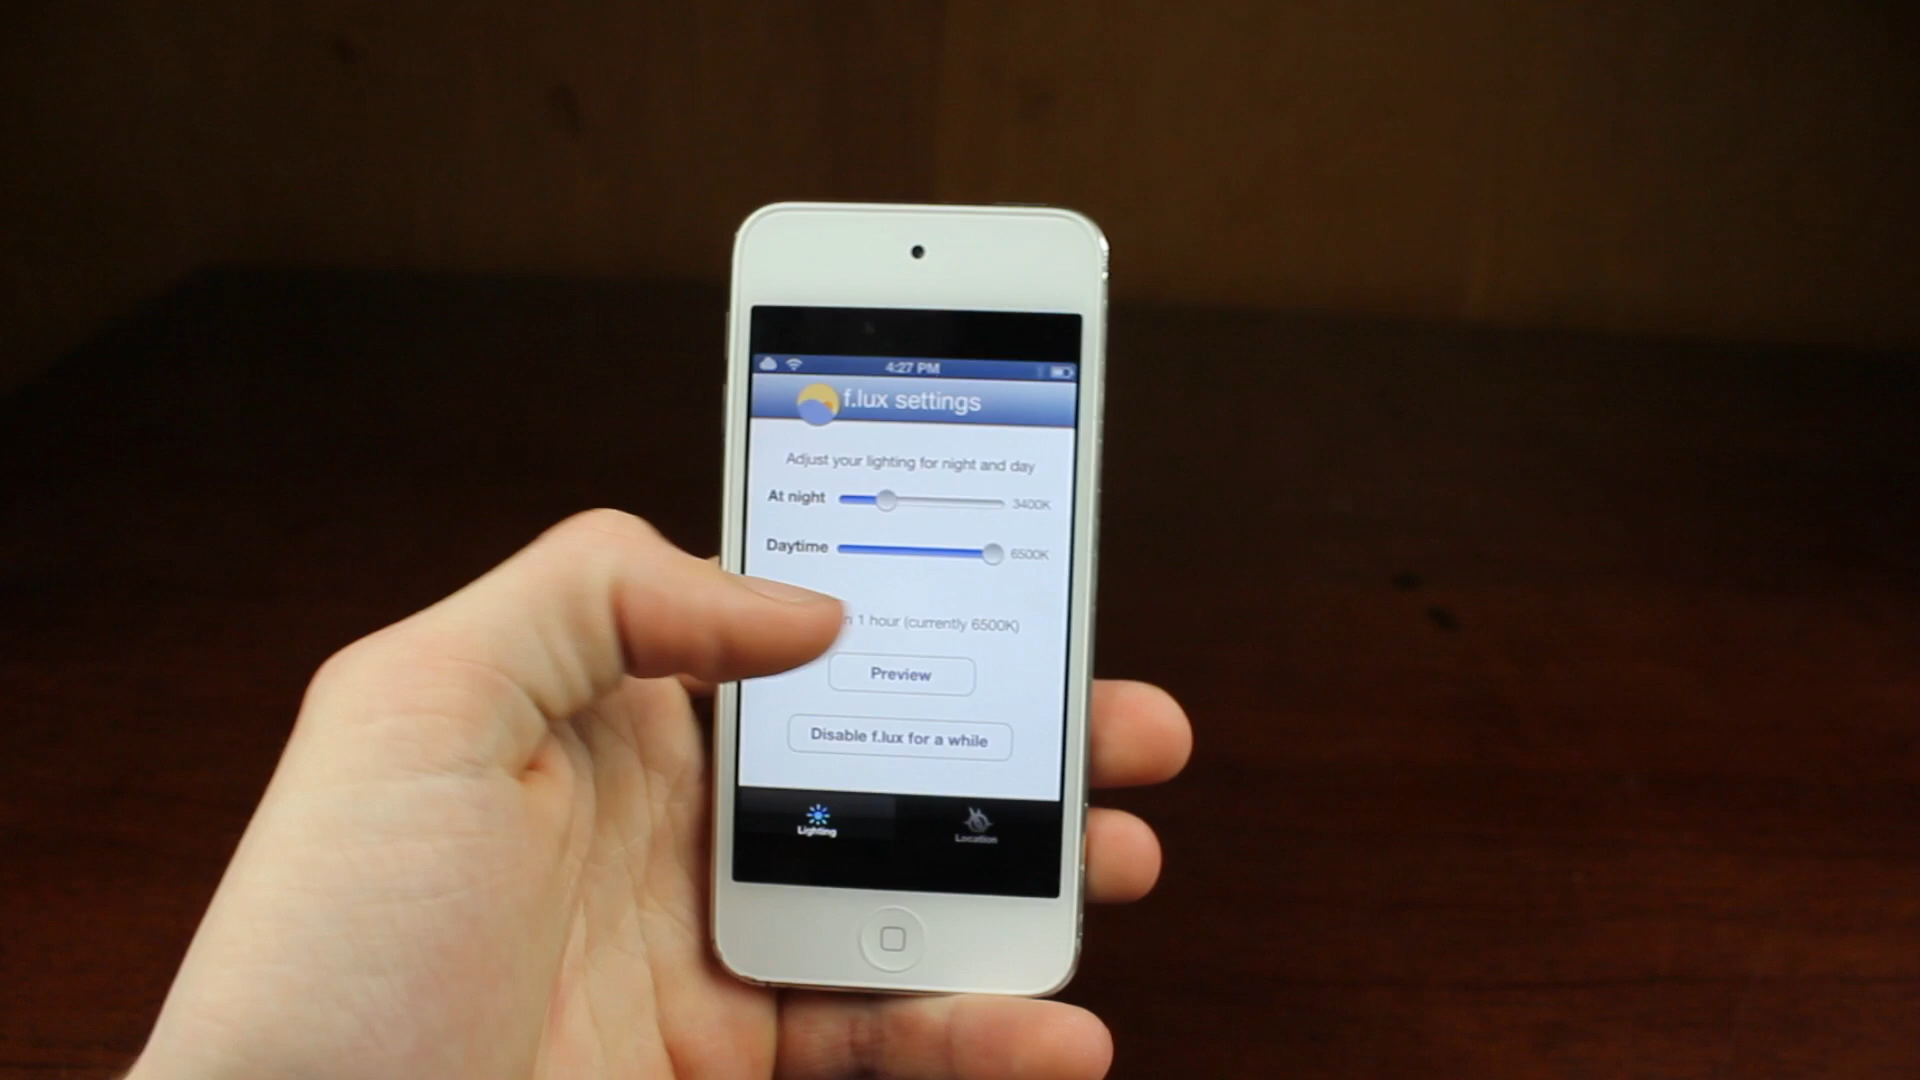 4:27 PM
f.lux settings
Adjust your lighting for night and day
At night 3400K
Daytime 6500K
1 hour (currently 6500K)
Preview
Disable f.lux for a while
Lighting Location